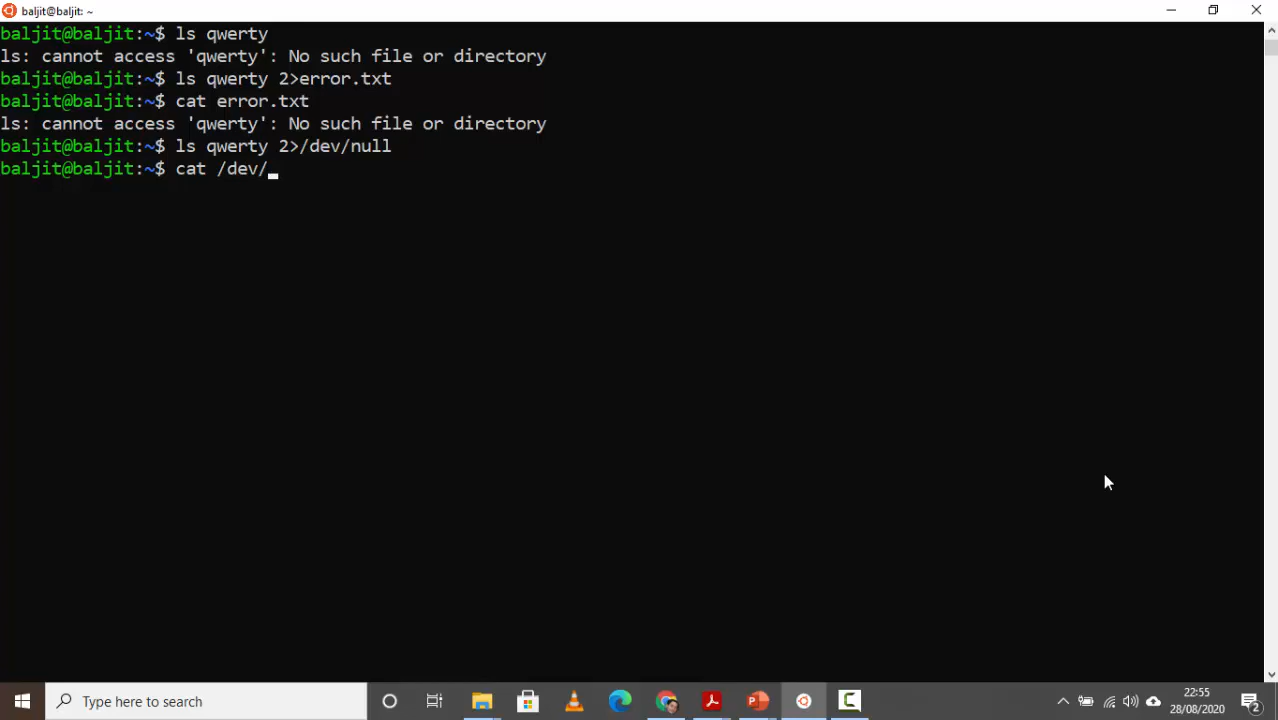 baljit@baljit: ~
baljit@baljit:~$ ls qwerty
ls: cannot access 'qwerty': No such file or directory
baljit@baljit:~$ ls qwerty 2>error.txt
baljit@baljit:~$ cat error.txt
ls: cannot access 'qwerty': No such file or directory
baljit@baljit:~$ ls qwerty 2>/dev/null
baljit@baljit:~$ cat /dev/
Type here to search
22:55
28/08/2020
2